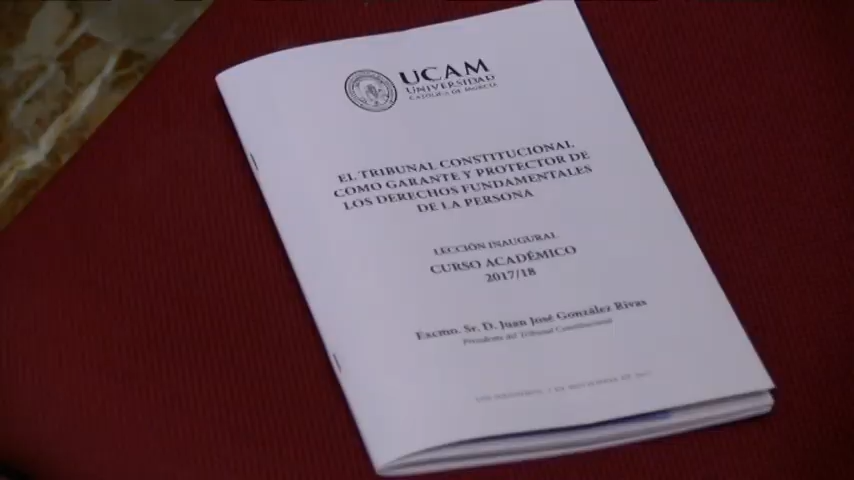 UCAM
UNIVERSIDAD
CATÓLICA DE MURCIA
EL TRIBUNAL CONSTITUCIONAL
COMO GARANTE Y PROTECTOR DE
LOS DERECHOS FUNDAMENTALES
DE LA PERSONA
LECCIÓN INAUGURAL
CURSO ACADÉMICO
2017/18
Excmo. Sr. D. Juan José González Rivas
Presidente del Tribunal Constitucional